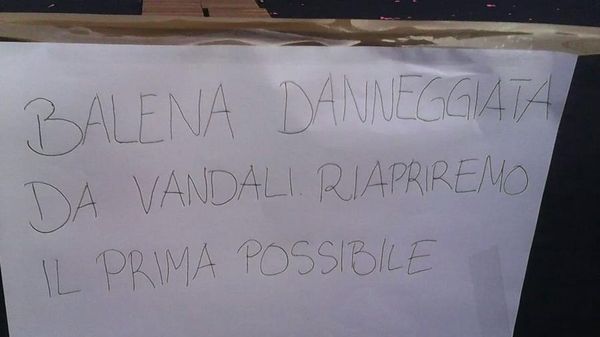 BALENA DANNEGGIATA
DA VANDALI. RIAPRIREMO
IL PRIMA POSSIBILE